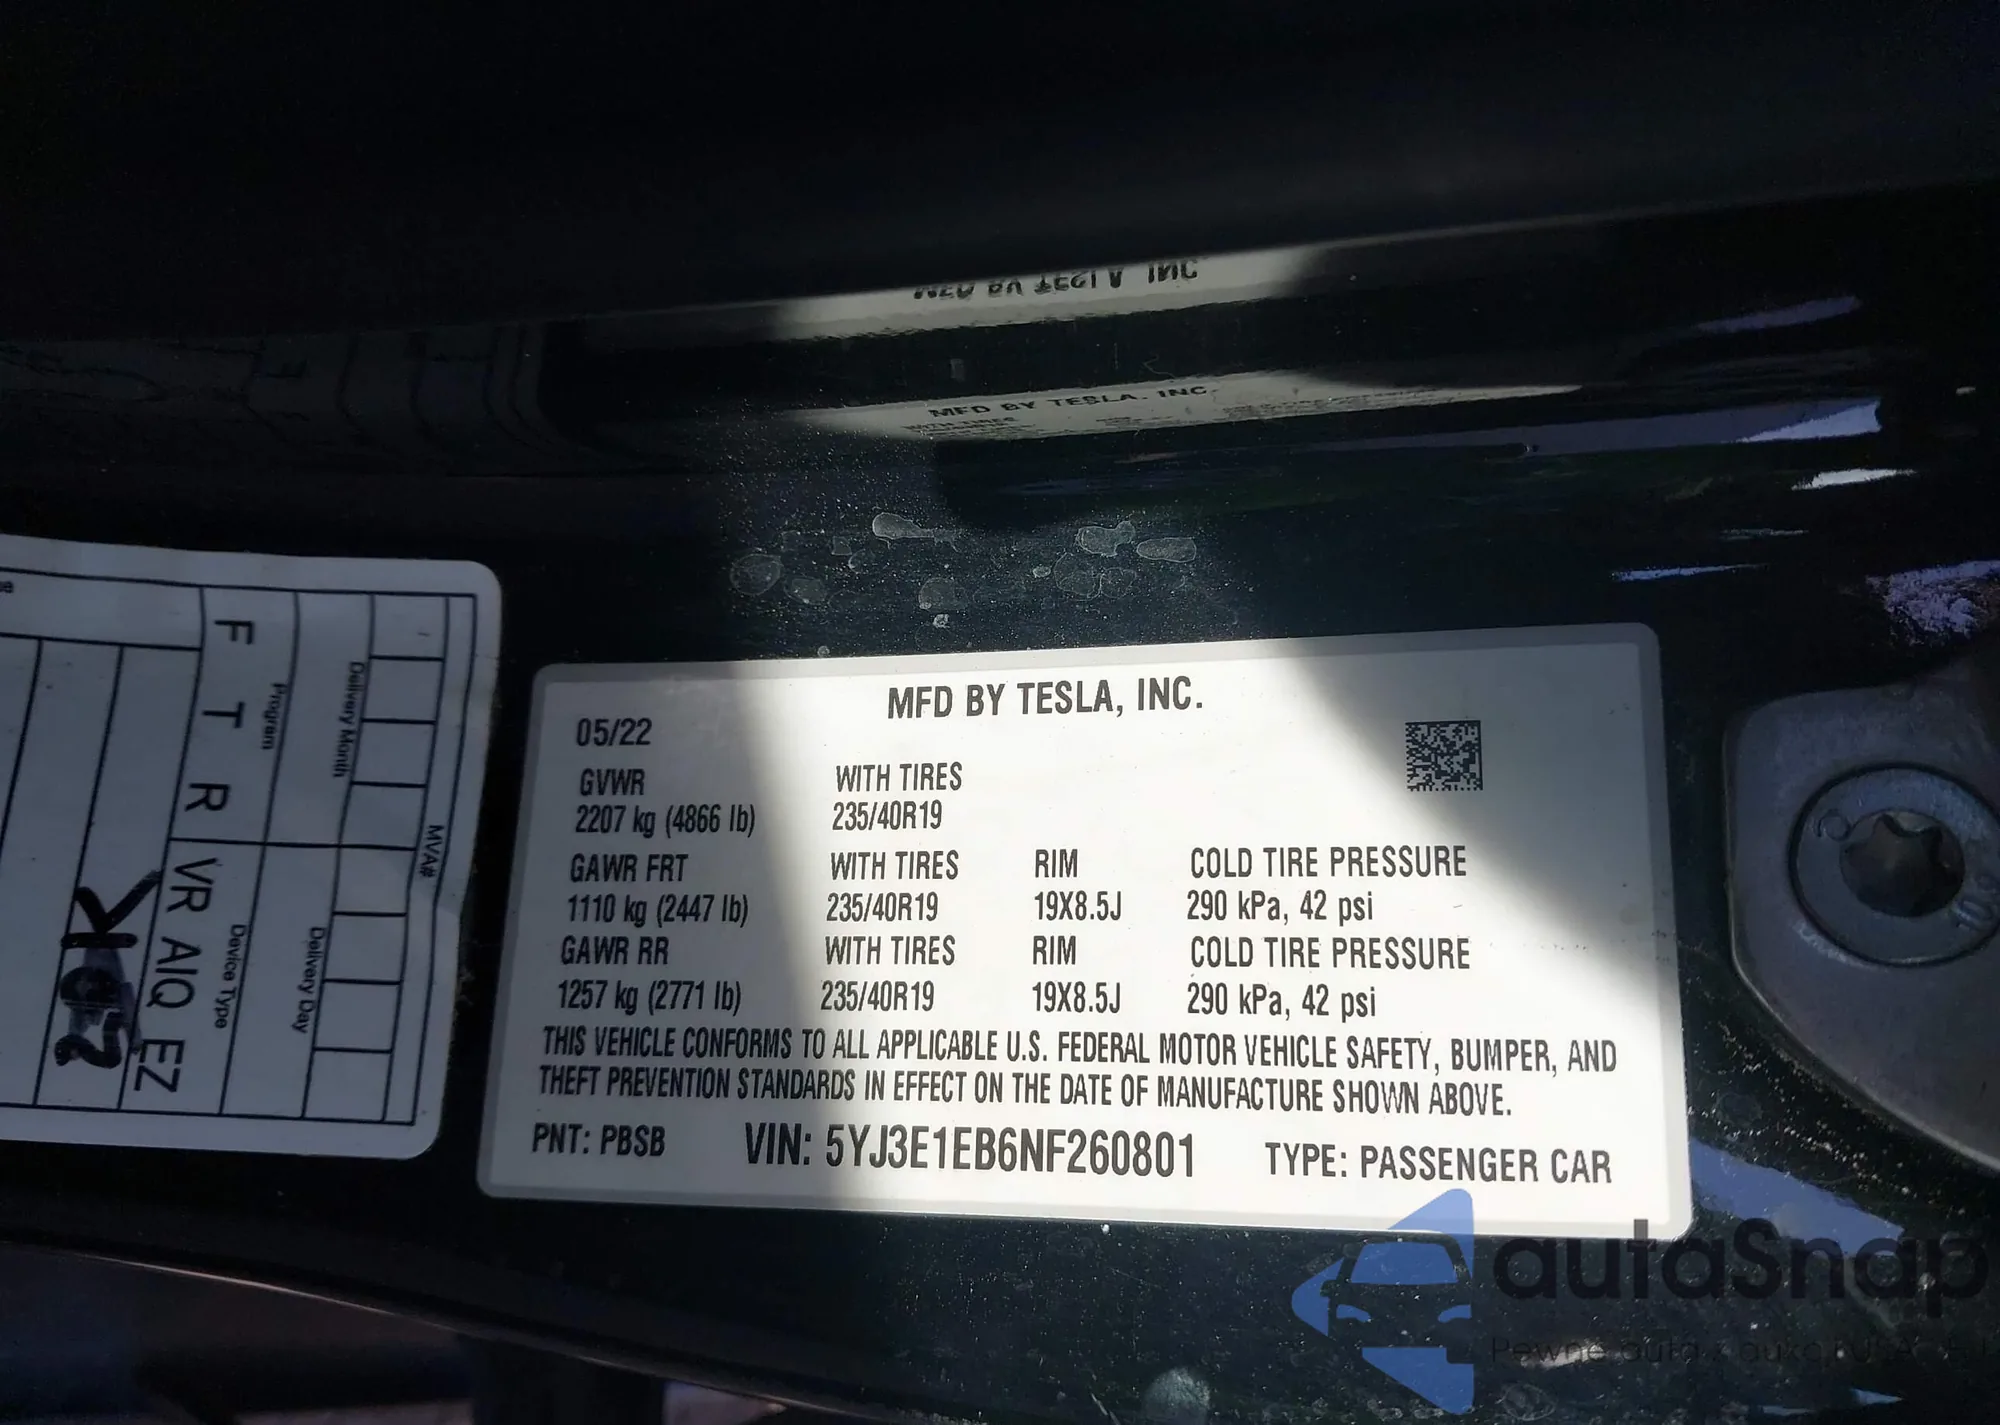 MFD BY TESLA, INC.
MFD BY TESLA, INC.
05/22
GVWR WITH TIRES
2207 kg (4866 lb) 235/40R19
GAWR FRT WITH TIRES RIM COLD TIRE PRESSURE
1110 kg (2447 lb) 235/40R19 19X8.5J 290 kPa, 42 psi
GAWR RR WITH TIRES RIM COLD TIRE PRESSURE
1257 kg (2771 lb) 235/40R19 19X8.5J 290 kPa, 42 psi
THIS VEHICLE CONFORMS TO ALL APPLICABLE U.S. FEDERAL MOTOR VEHICLE SAFETY, BUMPER, AND
THEFT PREVENTION STANDARDS IN EFFECT ON THE DATE OF MANUFACTURE SHOWN ABOVE.
PNT: PBSB VIN: 5YJ3E1EB6NF260801 TYPE: PASSENGER CAR
MVA#
Delivery Month Delivery Day
Program Device Type
F T R VR AIQ EZ
autaSnap
Pewne auta z aukcji USA